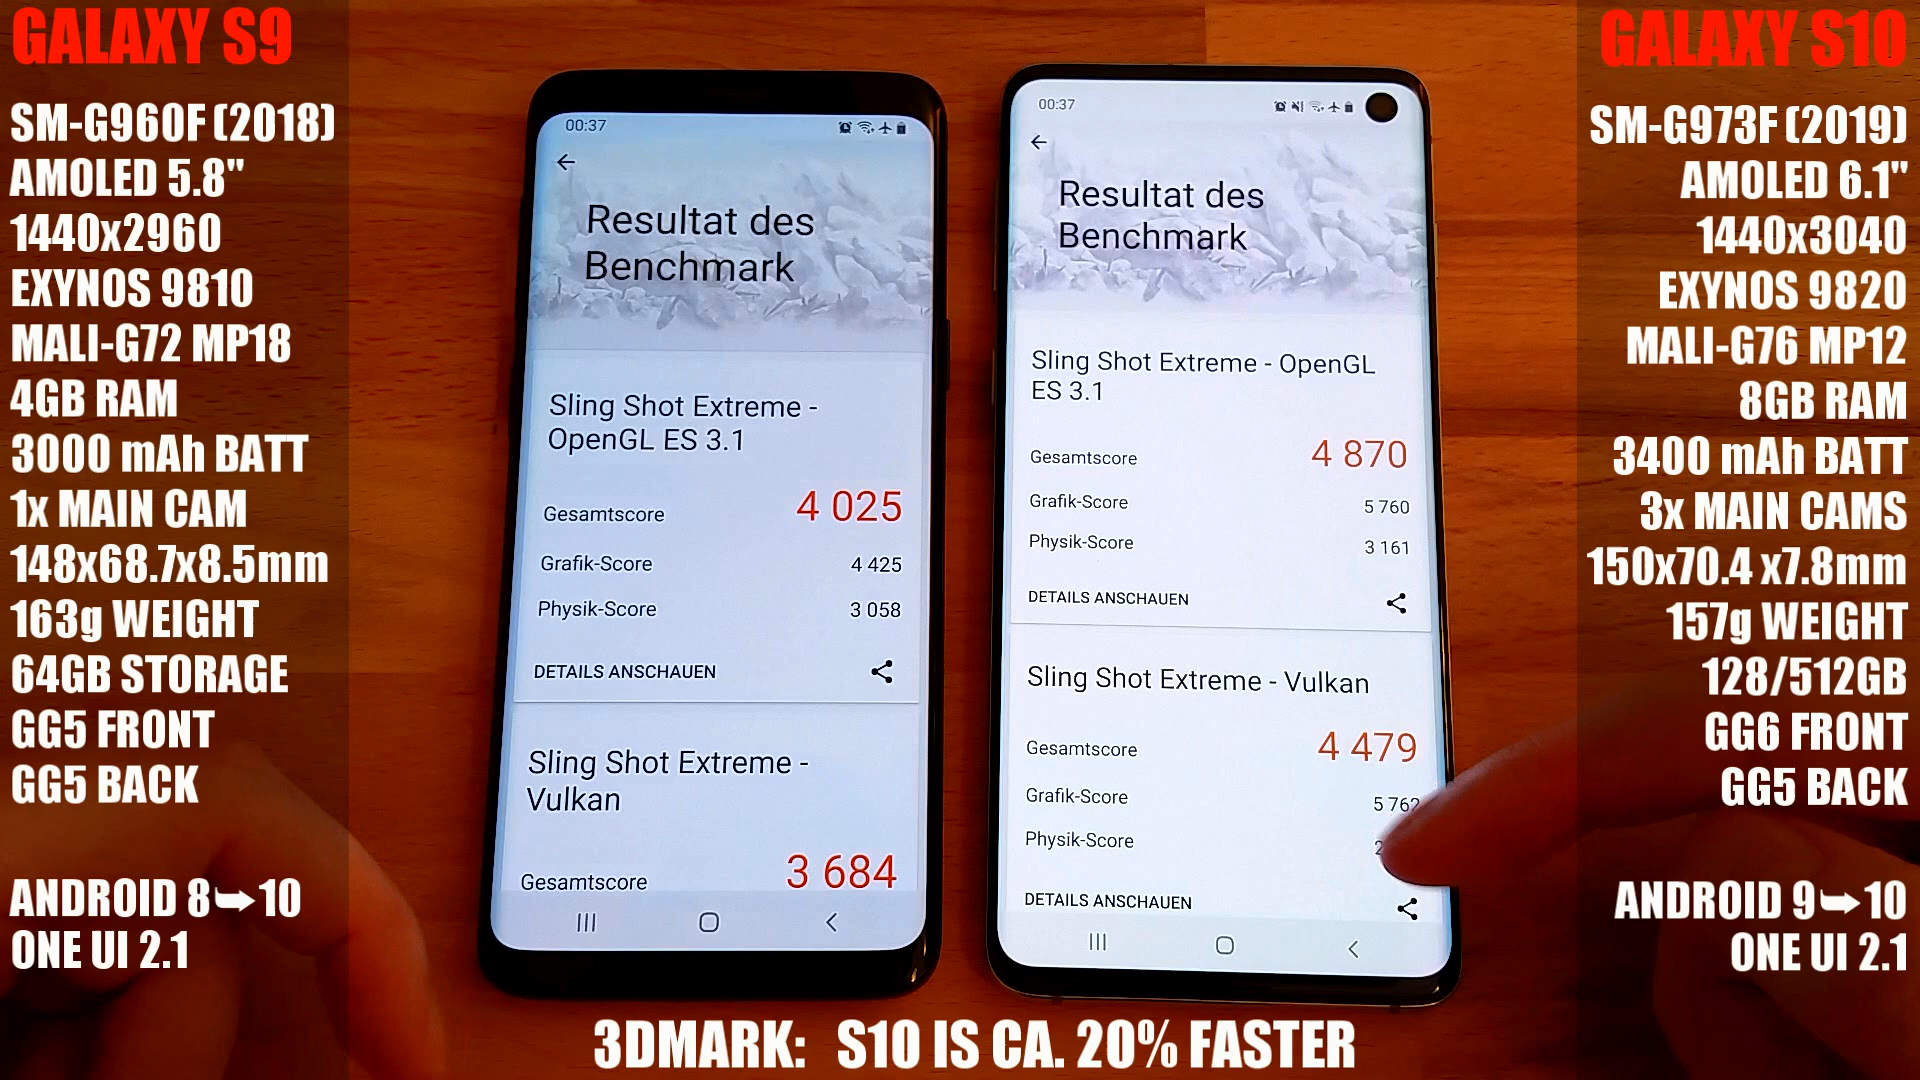 GALAXY S9
SM-G960F (2018)
AMOLED 5.8"
1440x2960
EXYNOS 9810
MALI-G72 MP18
4GB RAM
3000 mAh BATT
1x MAIN CAM
148x68.7x8.5mm
163g WEIGHT
64GB STORAGE
GG5 FRONT
GG5 BACK
ANDROID 8➥10
ONE UI 2.1
00:37
Resultat des
Benchmark
Sling Shot Extreme -
OpenGL ES 3.1
Gesamtscore 4 025
Grafik-Score 4 425
Physik-Score 3 058
DETAILS ANSCHAUEN
Sling Shot Extreme -
Vulkan
Gesamtscore 3 684
00:37
Resultat des
Benchmark
Sling Shot Extreme - OpenGL
ES 3.1
Gesamtscore 4 870
Grafik-Score 5 760
Physik-Score 3 161
DETAILS ANSCHAUEN
Sling Shot Extreme - Vulkan
Gesamtscore 4 479
Grafik-Score 5 762
Physik-Score
DETAILS ANSCHAUEN
GALAXY S10
SM-G973F (2019)
AMOLED 6.1"
1440x3040
EXYNOS 9820
MALI-G76 MP12
8GB RAM
3400 mAh BATT
3x MAIN CAMS
150x70.4 x7.8mm
157g WEIGHT
128/512GB
GG6 FRONT
GG5 BACK
ANDROID 9➥10
ONE UI 2.1
3DMARK: S10 IS CA. 20% FASTER